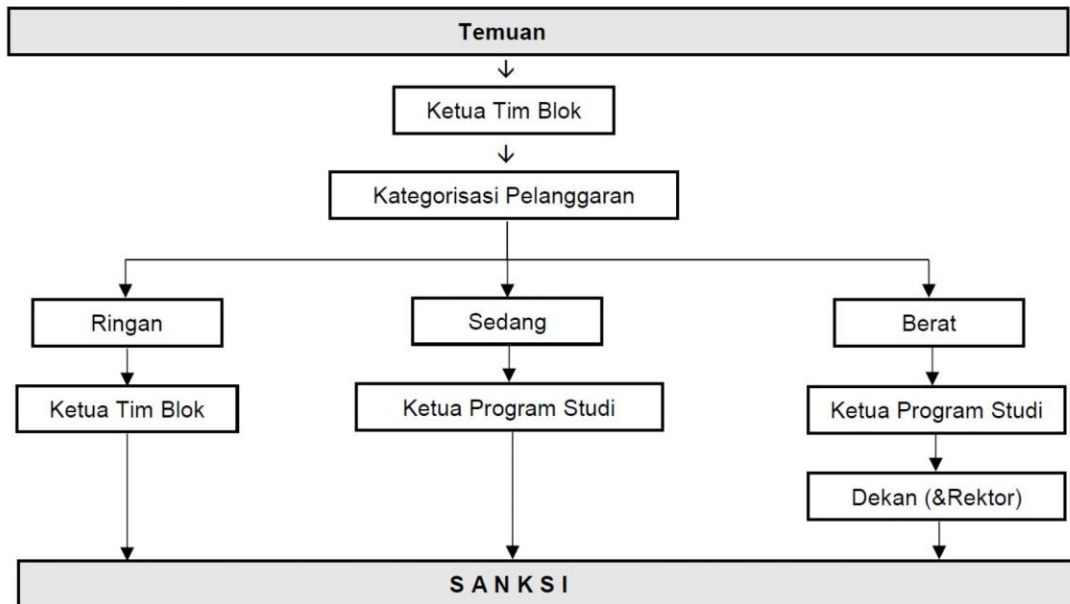 Temuan
Ketua Tim Blok
Kategorisasi Pelanggaran
Ringan
Sedang
Berat
Ketua Tim Blok
Ketua Program Studi
Ketua Program Studi
Dekan (&Rektor)
S A N K S I